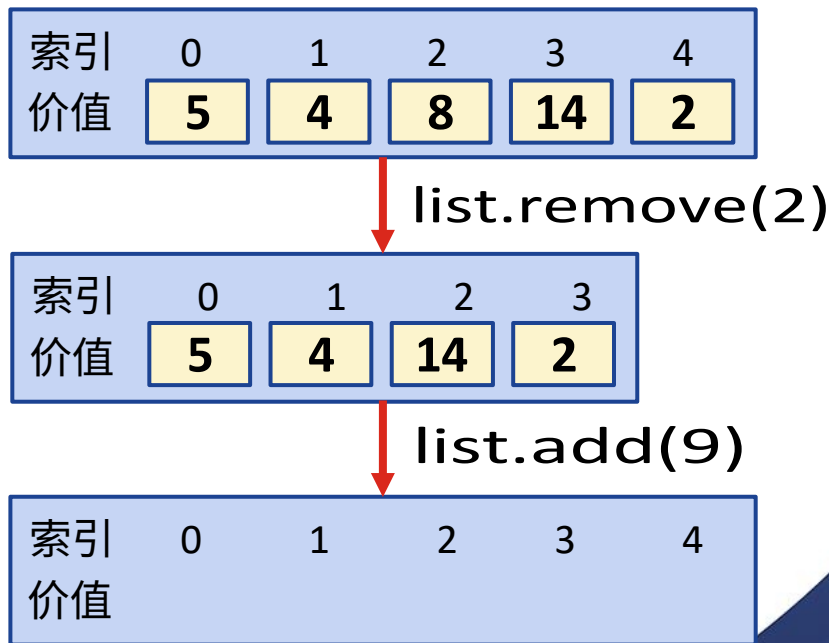 索引 0 1 2 3 4
价值 5 4 8 14 2
list.remove(2)
索引 0 1 2 3
价值 5 4 14 2
list.add(9)
索引 0 1 2 3 4
价值